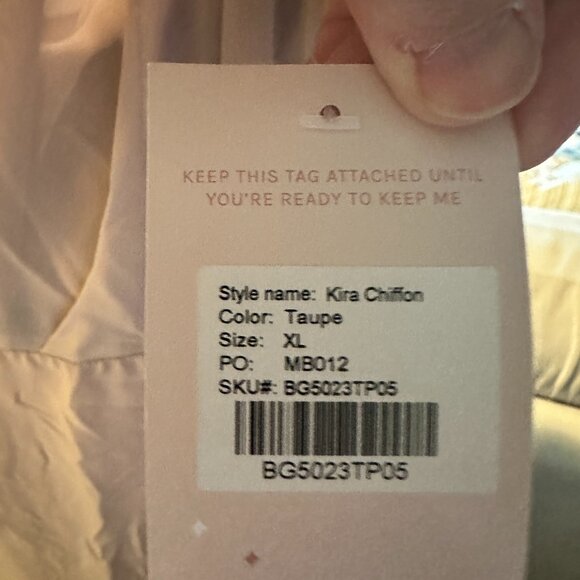 KEEP THIS TAG ATTACHED UNTIL
YOU'RE READY TO KEEP ME
Style name: Kira Chiffon
Color: Taupe
Size: XL
PO: MB012
SKU#: BG5023TP05
BG5023TP05